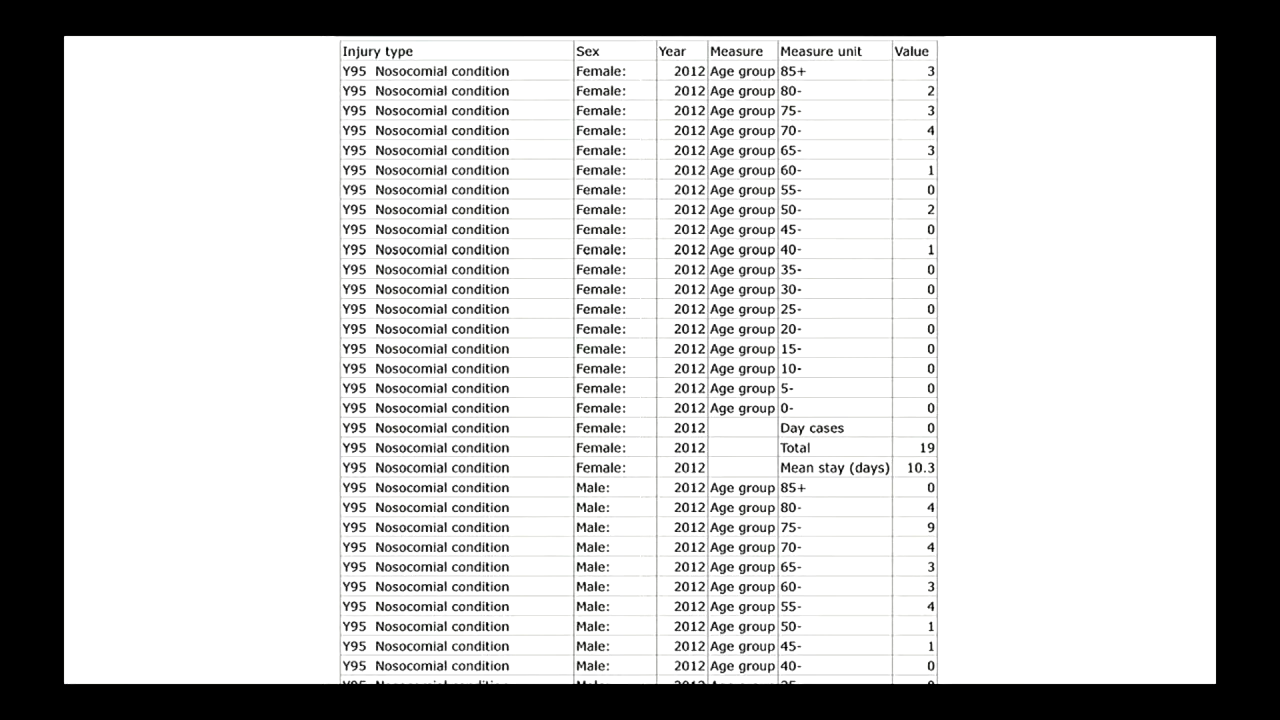 Injury type Sex Year Measure Measure unit Value
Y95 Nosocomial condition Female: 2012 Age group 85+ 3
Y95 Nosocomial condition Female: 2012 Age group 80- 2
Y95 Nosocomial condition Female: 2012 Age group 75- 3
Y95 Nosocomial condition Female: 2012 Age group 70- 4
Y95 Nosocomial condition Female: 2012 Age group 65- 3
Y95 Nosocomial condition Female: 2012 Age group 60- 1
Y95 Nosocomial condition Female: 2012 Age group 55- 0
Y95 Nosocomial condition Female: 2012 Age group 50- 2
Y95 Nosocomial condition Female: 2012 Age group 45- 0
Y95 Nosocomial condition Female: 2012 Age group 40- 1
Y95 Nosocomial condition Female: 2012 Age group 35- 0
Y95 Nosocomial condition Female: 2012 Age group 30- 0
Y95 Nosocomial condition Female: 2012 Age group 25- 0
Y95 Nosocomial condition Female: 2012 Age group 20- 0
Y95 Nosocomial condition Female: 2012 Age group 15- 0
Y95 Nosocomial condition Female: 2012 Age group 10- 0
Y95 Nosocomial condition Female: 2012 Age group 5- 0
Y95 Nosocomial condition Female: 2012 Age group 0- 0
Y95 Nosocomial condition Female: 2012 Day cases 0
Y95 Nosocomial condition Female: 2012 Total 19
Y95 Nosocomial condition Female: 2012 Mean stay (days) 10.3
Y95 Nosocomial condition Male: 2012 Age group 85+ 0
Y95 Nosocomial condition Male: 2012 Age group 80- 4
Y95 Nosocomial condition Male: 2012 Age group 75- 9
Y95 Nosocomial condition Male: 2012 Age group 70- 4
Y95 Nosocomial condition Male: 2012 Age group 65- 3
Y95 Nosocomial condition Male: 2012 Age group 60- 3
Y95 Nosocomial condition Male: 2012 Age group 55- 4
Y95 Nosocomial condition Male: 2012 Age group 50- 1
Y95 Nosocomial condition Male: 2012 Age group 45- 1
Y95 Nosocomial condition Male: 2012 Age group 40- 0